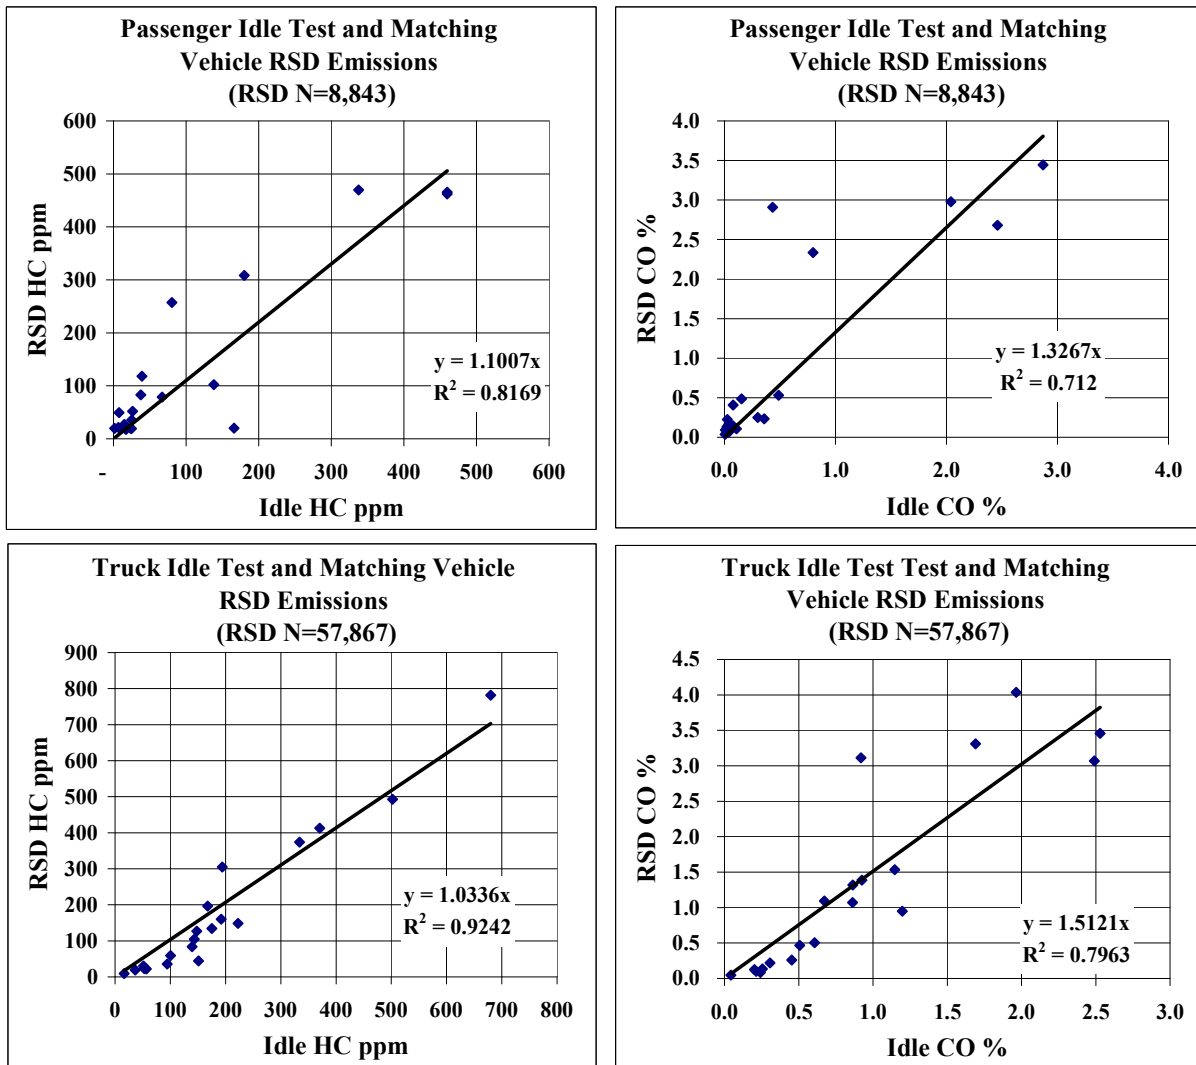 Passenger Idle Test and Matching
Vehicle RSD Emissions
(RSD N=8,843)
600
500
400
300
200
100
0
RSD HC ppm
y = 1.1007x
R² = 0.8169
- 100 200 300 400 500 600
Idle HC ppm
Passenger Idle Test and Matching
Vehicle RSD Emissions
(RSD N=8,843)
4.0
3.5
3.0
2.5
2.0
1.5
1.0
0.5
0.0
RSD CO %
y = 1.3267x
R² = 0.712
0.0 1.0 2.0 3.0 4.0
Idle CO %
Truck Idle Test and Matching Vehicle
RSD Emissions
(RSD N=57,867)
900
800
700
600
500
400
300
200
100
0
RSD HC ppm
y = 1.0336x
R² = 0.9242
0 100 200 300 400 500 600 700 800
Idle HC ppm
Truck Idle Test Test and Matching
Vehicle RSD Emissions
(RSD N=57,867)
4.5
4.0
3.5
3.0
2.5
2.0
1.5
1.0
0.5
0.0
RSD CO %
y = 1.5121x
R² = 0.7963
0.0 0.5 1.0 1.5 2.0 2.5 3.0
Idle CO %